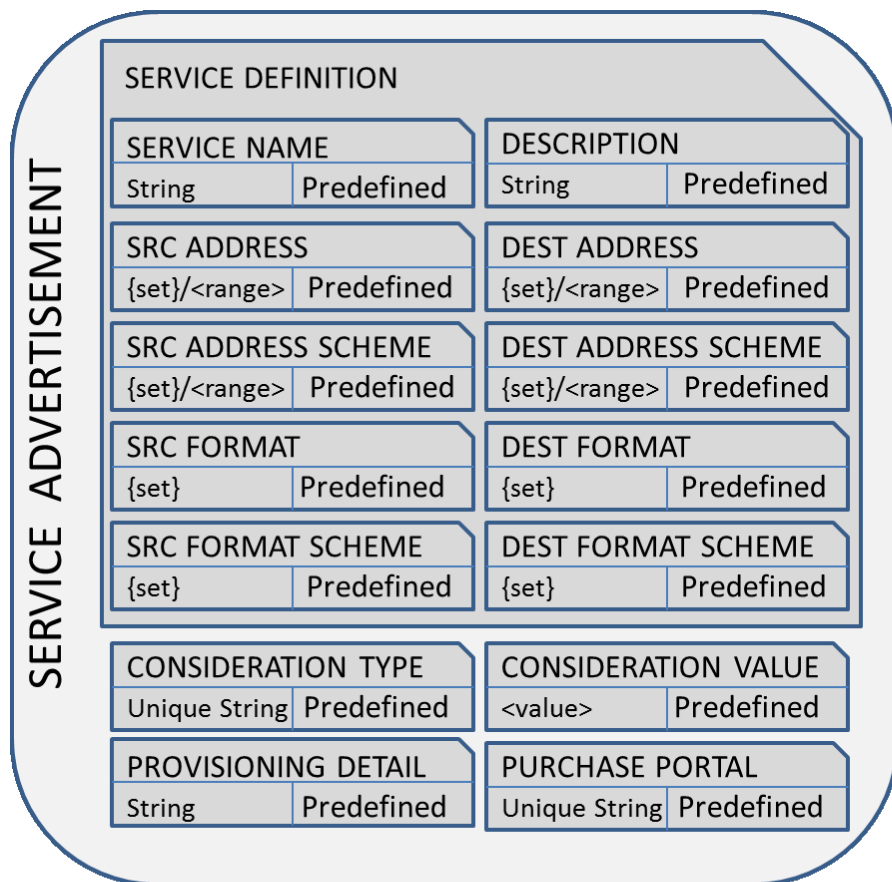 SERVICE ADVERTISEMENT
SERVICE DEFINITION
SERVICE NAME
String Predefined
DESCRIPTION
String Predefined
SRC ADDRESS
{set}/<range> Predefined
DEST ADDRESS
{set}/<range> Predefined
SRC ADDRESS SCHEME
{set}/<range> Predefined
DEST ADDRESS SCHEME
{set}/<range> Predefined
SRC FORMAT
{set} Predefined
DEST FORMAT
{set} Predefined
SRC FORMAT SCHEME
{set} Predefined
DEST FORMAT SCHEME
{set} Predefined
CONSIDERATION TYPE
Unique String Predefined
CONSIDERATION VALUE
<value> Predefined
PROVISIONING DETAIL
String Predefined
PURCHASE PORTAL
Unique String Predefined